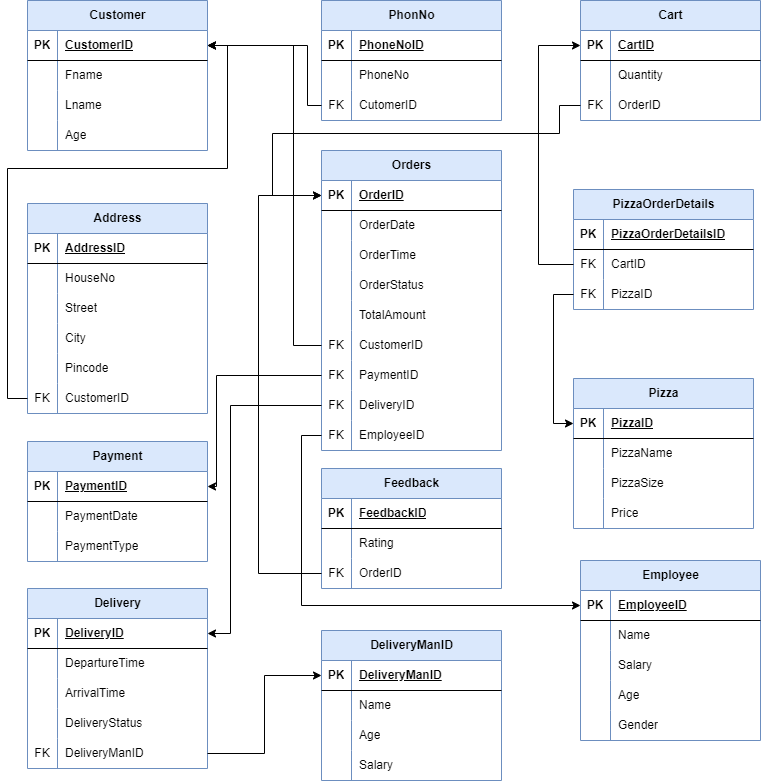 Customer
PK CustomerID
Fname
Lname
Age
PhonNo
PK PhoneNoID
PhoneNo
FK CutomerID
Cart
PK CartID
Quantity
FK OrderID
Address
PK AddressID
HouseNo
Street
City
Pincode
FK CustomerID
Orders
PK OrderID
OrderDate
OrderTime
OrderStatus
TotalAmount
FK CustomerID
FK PaymentID
FK DeliveryID
FK EmployeeID
PizzaOrderDetails
PK PizzaOrderDetailsID
FK CartID
FK PizzaID
Pizza
PK PizzaID
PizzaName
PizzaSize
Price
Payment
PK PaymentID
PaymentDate
PaymentType
Feedback
PK FeedbackID
Rating
FK OrderID
Employee
PK EmployeeID
Name
Salary
Age
Gender
Delivery
PK DeliveryID
DepartureTime
ArrivalTime
DeliveryStatus
FK DeliveryManID
DeliveryManID
PK DeliveryManID
Name
Age
Salary